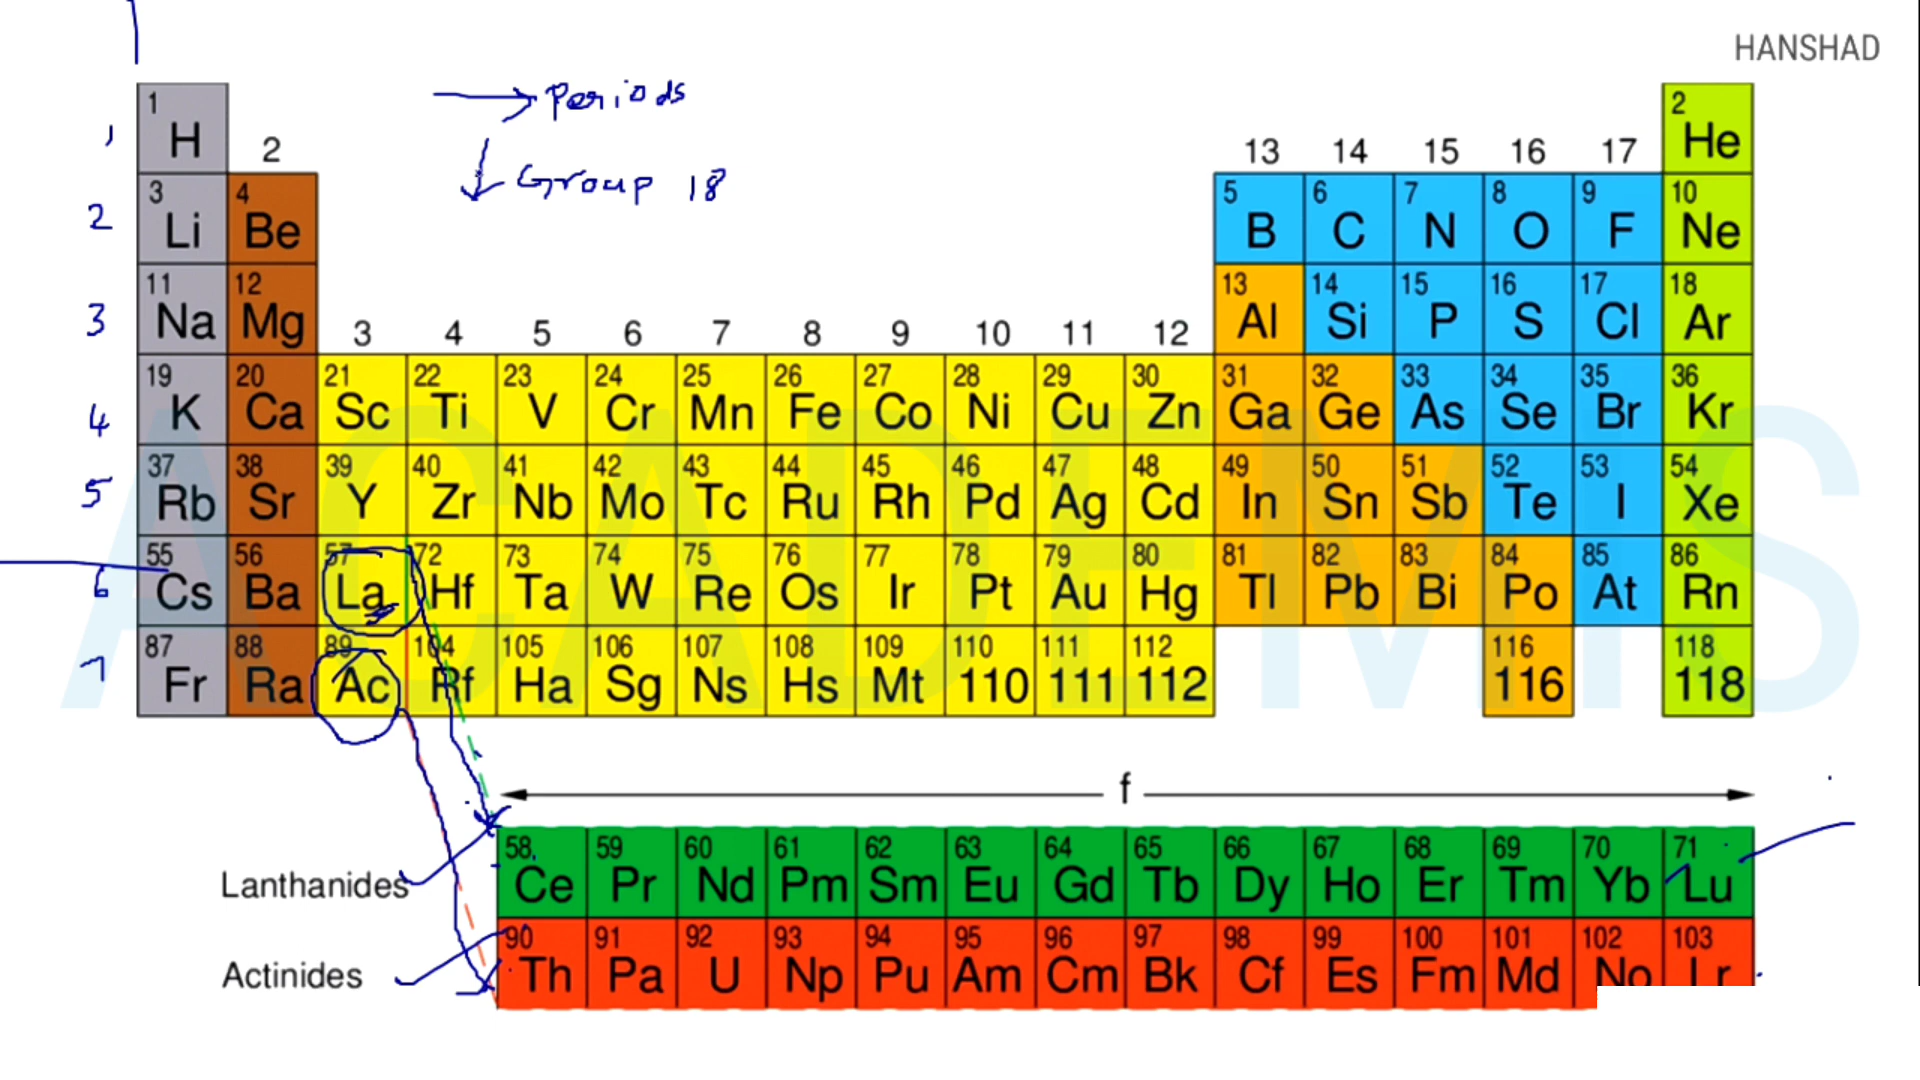 HANSHAD
→ Periods
↓ Group 18
1 H 2 He
2 13 14 15 16 17
1
3 Li 4 Be 5 B 6 C 7 N 8 O 9 F 10 Ne
2
11 Na 12 Mg 13 Al 14 Si 15 P 16 S 17 Cl 18 Ar
3
3 4 5 6 7 8 9 10 11 12
19 K 20 Ca 21 Sc 22 Ti 23 V 24 Cr 25 Mn 26 Fe 27 Co 28 Ni 29 Cu 30 Zn 31 Ga 32 Ge 33 As 34 Se 35 Br 36 Kr
4
37 Rb 38 Sr 39 Y 40 Zr 41 Nb 42 Mo 43 Tc 44 Ru 45 Rh 46 Pd 47 Ag 48 Cd 49 In 50 Sn 51 Sb 52 Te 53 I 54 Xe
5
55 Cs 56 Ba 57 La 72 Hf 73 Ta 74 W 75 Re 76 Os 77 Ir 78 Pt 79 Au 80 Hg 81 Tl 82 Pb 83 Bi 84 Po 85 At 86 Rn
6
87 Fr 88 Ra 89 Ac 104 Rf 105 Ha 106 Sg 107 Ns 108 Hs 109 Mt 110 110 111 111 112 112 116 116 118 118
7
ACADEMIS
f
Lanthanides 58 Ce 59 Pr 60 Nd 61 Pm 62 Sm 63 Eu 64 Gd 65 Tb 66 Dy 67 Ho 68 Er 69 Tm 70 Yb 71 Lu
Actinides 90 Th 91 Pa 92 U 93 Np 94 Pu 95 Am 96 Cm 97 Bk 98 Cf 99 Es 100 Fm 101 Md 102 No 103 Lr